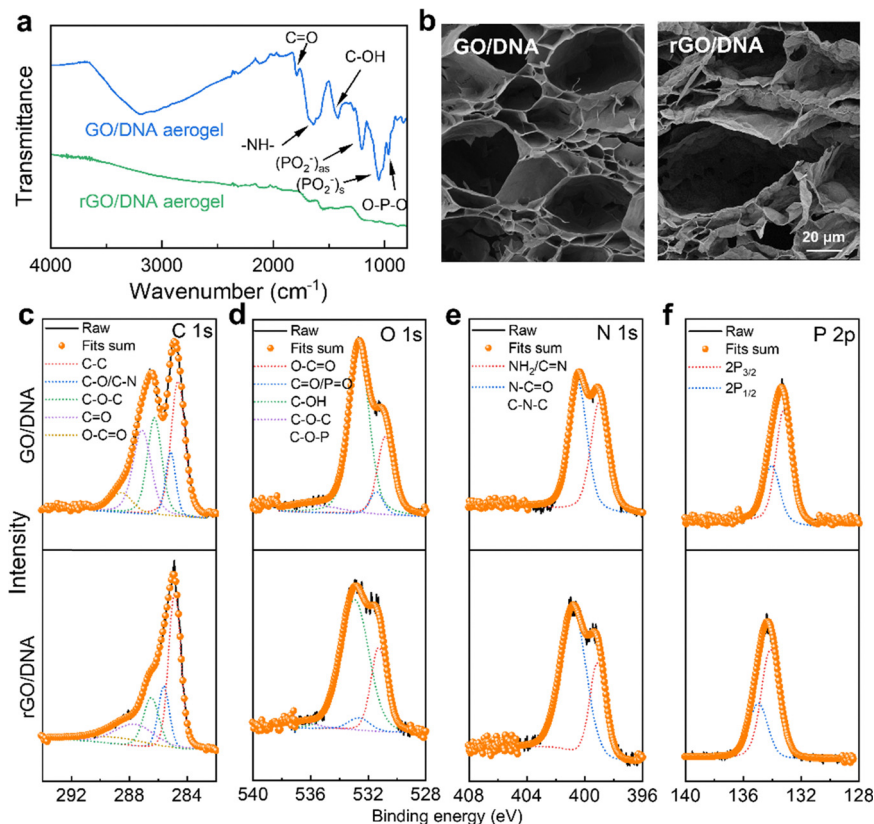 a
Transmittance
C=O
C-OH
GO/DNA aerogel
-NH-
(PO₂⁻)as
(PO₂⁻)s
O-P-O
rGO/DNA aerogel
4000 3000 2000 1000
Wavenumber (cm⁻¹)
b
GO/DNA
rGO/DNA
20 μm
Intensity
GO/DNA
rGO/DNA
c
C 1s
Raw
Fits sum
C-C
C-O/C-N
C-O-C
C=O
O-C=O
292 288 284
d
O 1s
Raw
Fits sum
O-C=O
C=O/P=O
C-OH
C-O-C
C-O-P
540 536 532 528
e
N 1s
Raw
Fits sum
NH₂/C=N
N-C=O
C-N-C
408 404 399 396
f
P 2p
Raw
Fits sum
2P₃/₂
2P₁/₂
140 136 132 128
Binding energy (eV)